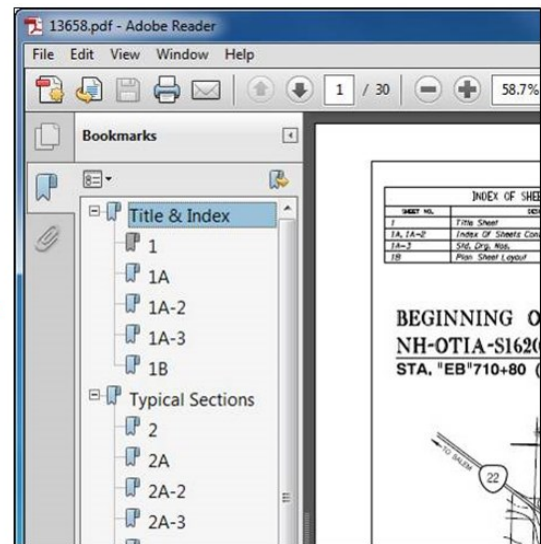 13658.pdf - Adobe Reader
File Edit View Window Help
1 / 30 58.7%
Bookmarks
Title & Index
1
1A
1A-2
1A-3
1B
Typical Sections
2
2A
2A-2
2A-3
INDEX OF SHEE
SHEET NO.
1 Title Sheet
1A, 1A-2 Index Of Sheets Con
1A-3 Std. Drg. Nos.
1B Plan Sheet Layout
BEGINNING O
NH-OTIA-S162(
STA. "EB"710+80 (
TO SALEM
22